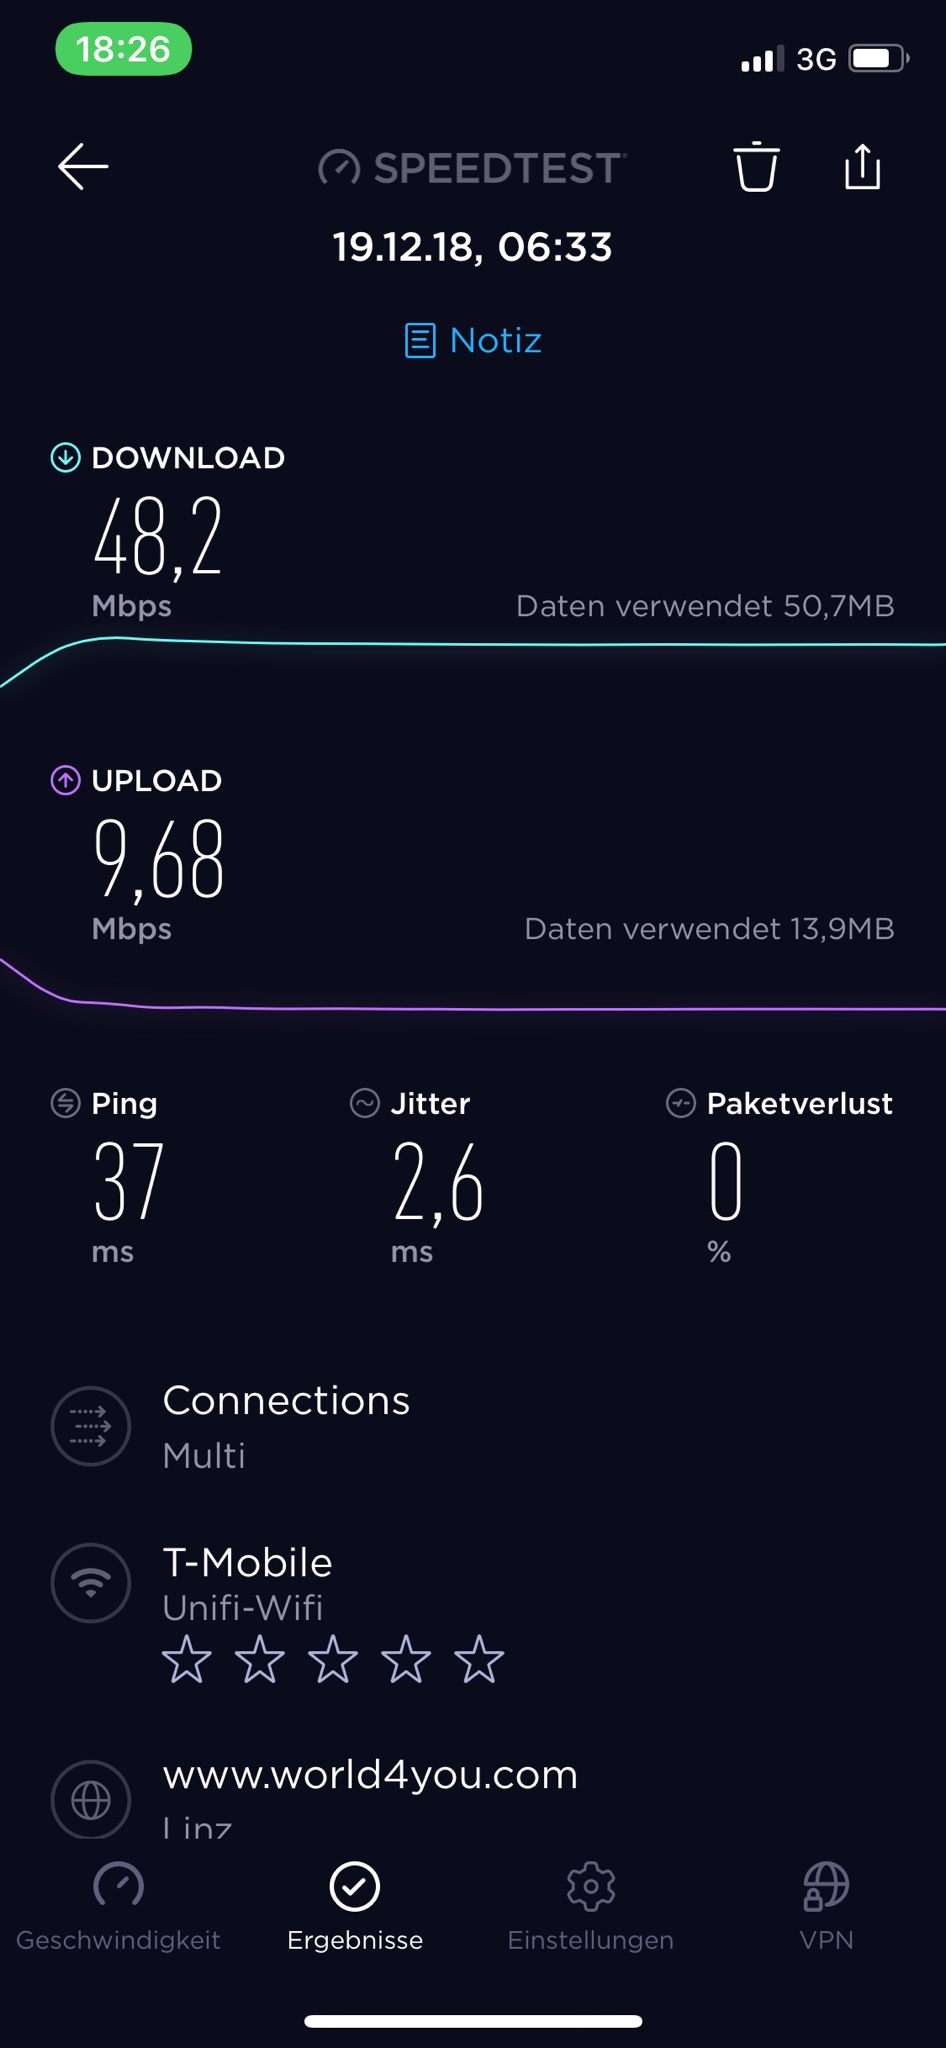 18:26
3G
SPEEDTEST
19.12.18, 06:33
Notiz
DOWNLOAD
48,2
Mbps
Daten verwendet 50,7MB
UPLOAD
9,68
Mbps
Daten verwendet 13,9MB
Ping
Jitter
Paketverlust
37
2,6
0
ms
ms
%
Connections
Multi
T-Mobile
Unifi-Wifi
www.world4you.com
Linz
Geschwindigkeit
Ergebnisse
Einstellungen
VPN